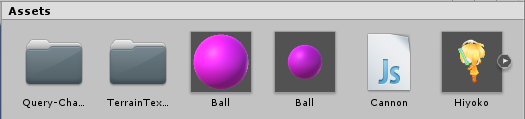 Assets
Js
Query-Cha...
TerrainTex...
Ball
Ball
Cannon
Hiyoko